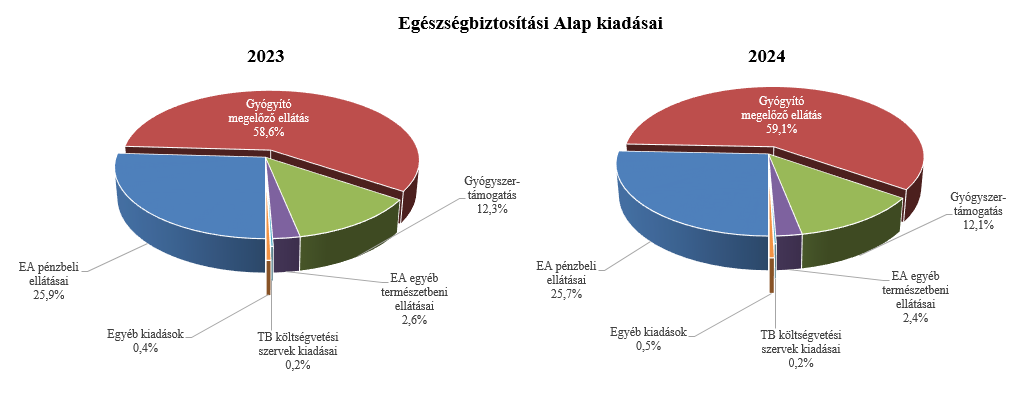 Egészségbiztosítási Alap kiadásai
2023
Gyógyító
megelőző ellátás
58,6%
Gyógyszer-
támogatás
12,3%
EA pénzbeli
ellátásai
25,9%
EA egyéb
természetbeni
ellátásai
2,6%
Egyéb kiadások
0,4%
TB költségvetési
szervek kiadásai
0,2%
2024
Gyógyító
megelőző ellátás
59,1%
Gyógyszer-
támogatás
12,1%
EA pénzbeli
ellátásai
25,7%
EA egyéb
természetbeni
ellátásai
2,4%
Egyéb kiadások
0,5%
TB költségvetési
szervek kiadásai
0,2%